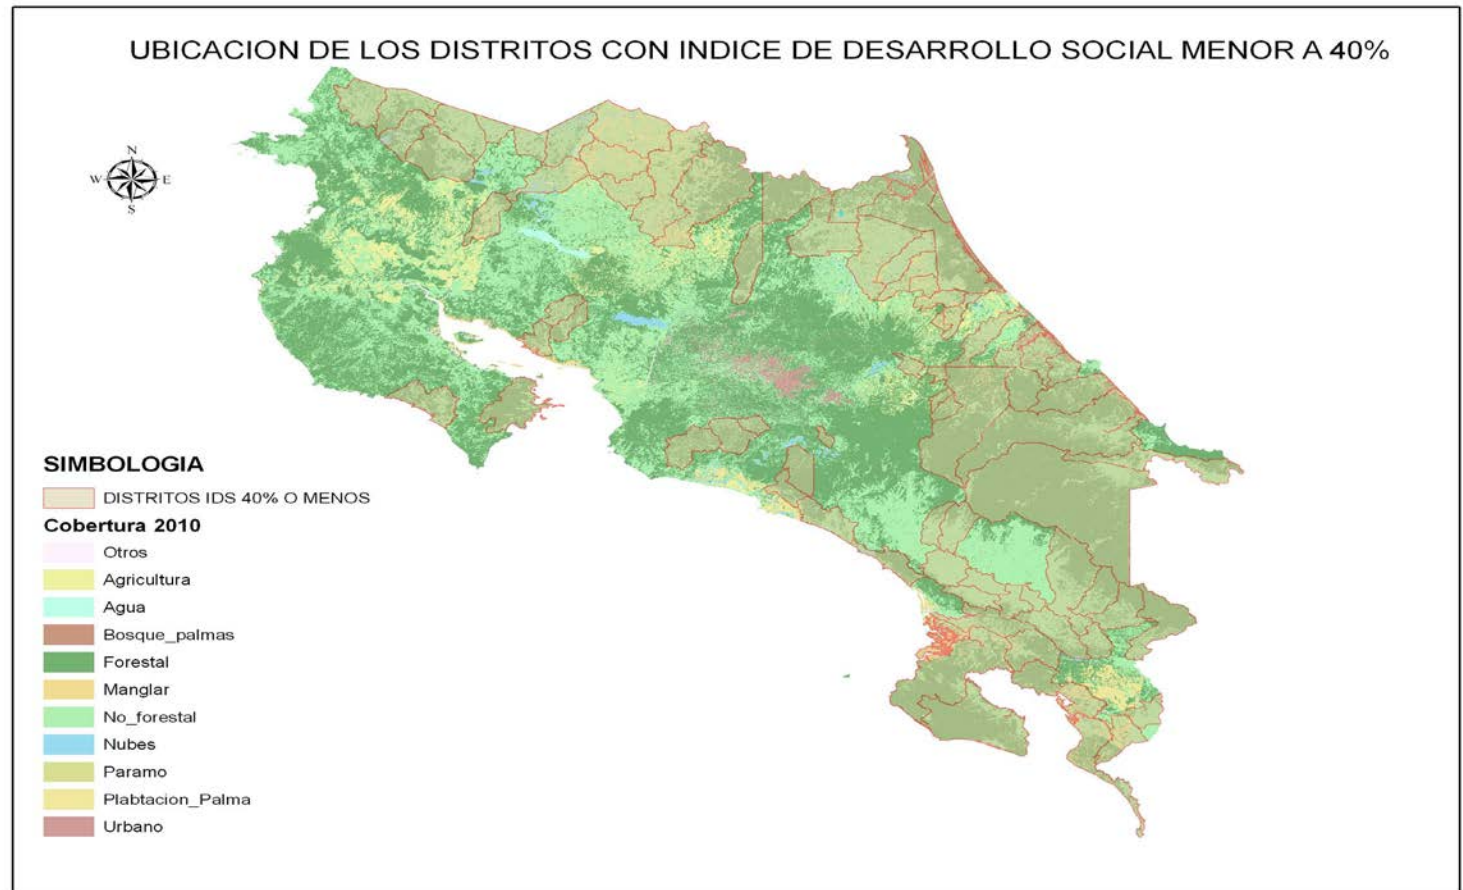 UBICACION DE LOS DISTRITOS CON INDICE DE DESARROLLO SOCIAL MENOR A 40%
N
W E
S
SIMBOLOGIA
DISTRITOS IDS 40% O MENOS
Cobertura 2010
Otros
Agricultura
Agua
Bosque_palmas
Forestal
Manglar
No_forestal
Nubes
Paramo
Plabtacion_Palma
Urbano